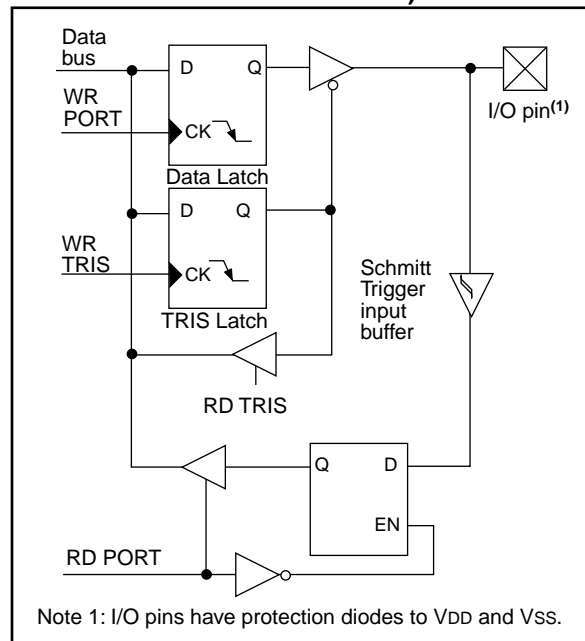 Data
bus
D Q
WR
PORT
CK
I/O pin(1)
Data Latch
D Q
WR
TRIS
CK
Schmitt
Trigger
input
buffer
TRIS Latch
RD TRIS
Q D
EN
RD PORT
Note 1: I/O pins have protection diodes to VDD and VSS.